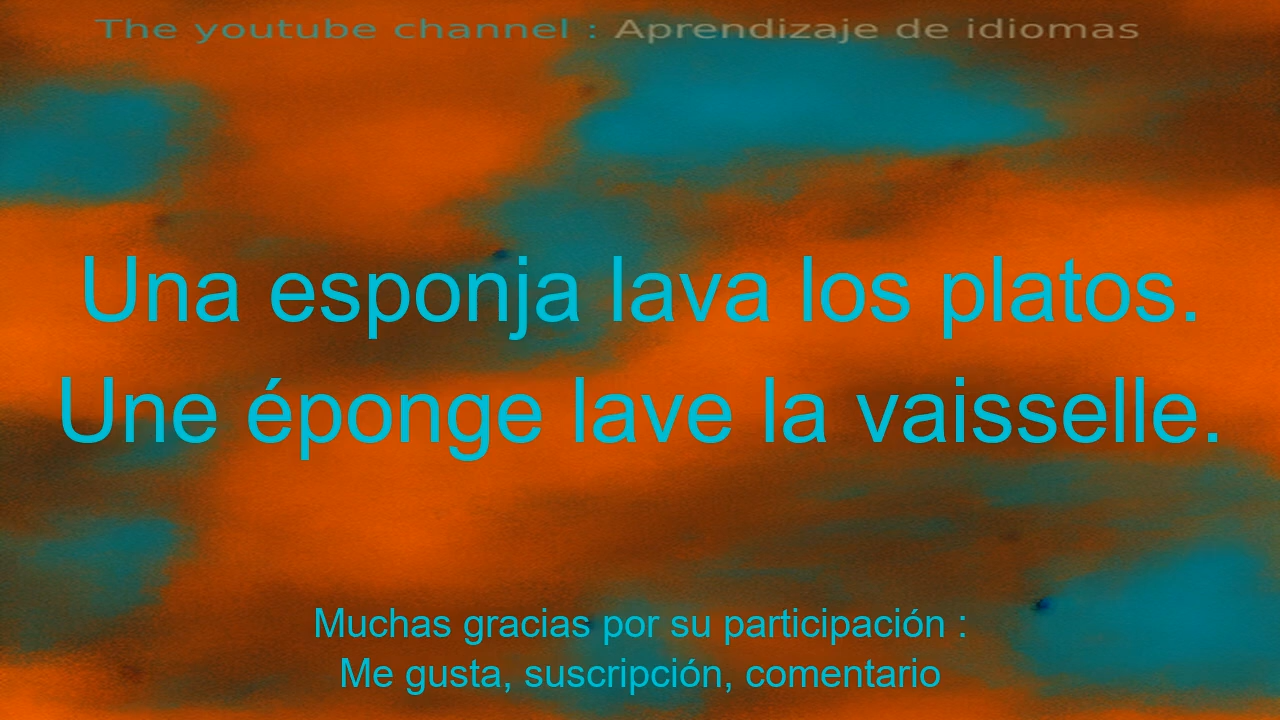 The youtube channel : Aprendizaje de idiomas
Una esponja lava los platos.
Une éponge lave la vaisselle.
Muchas gracias por su participación :
Me gusta, suscripción, comentario